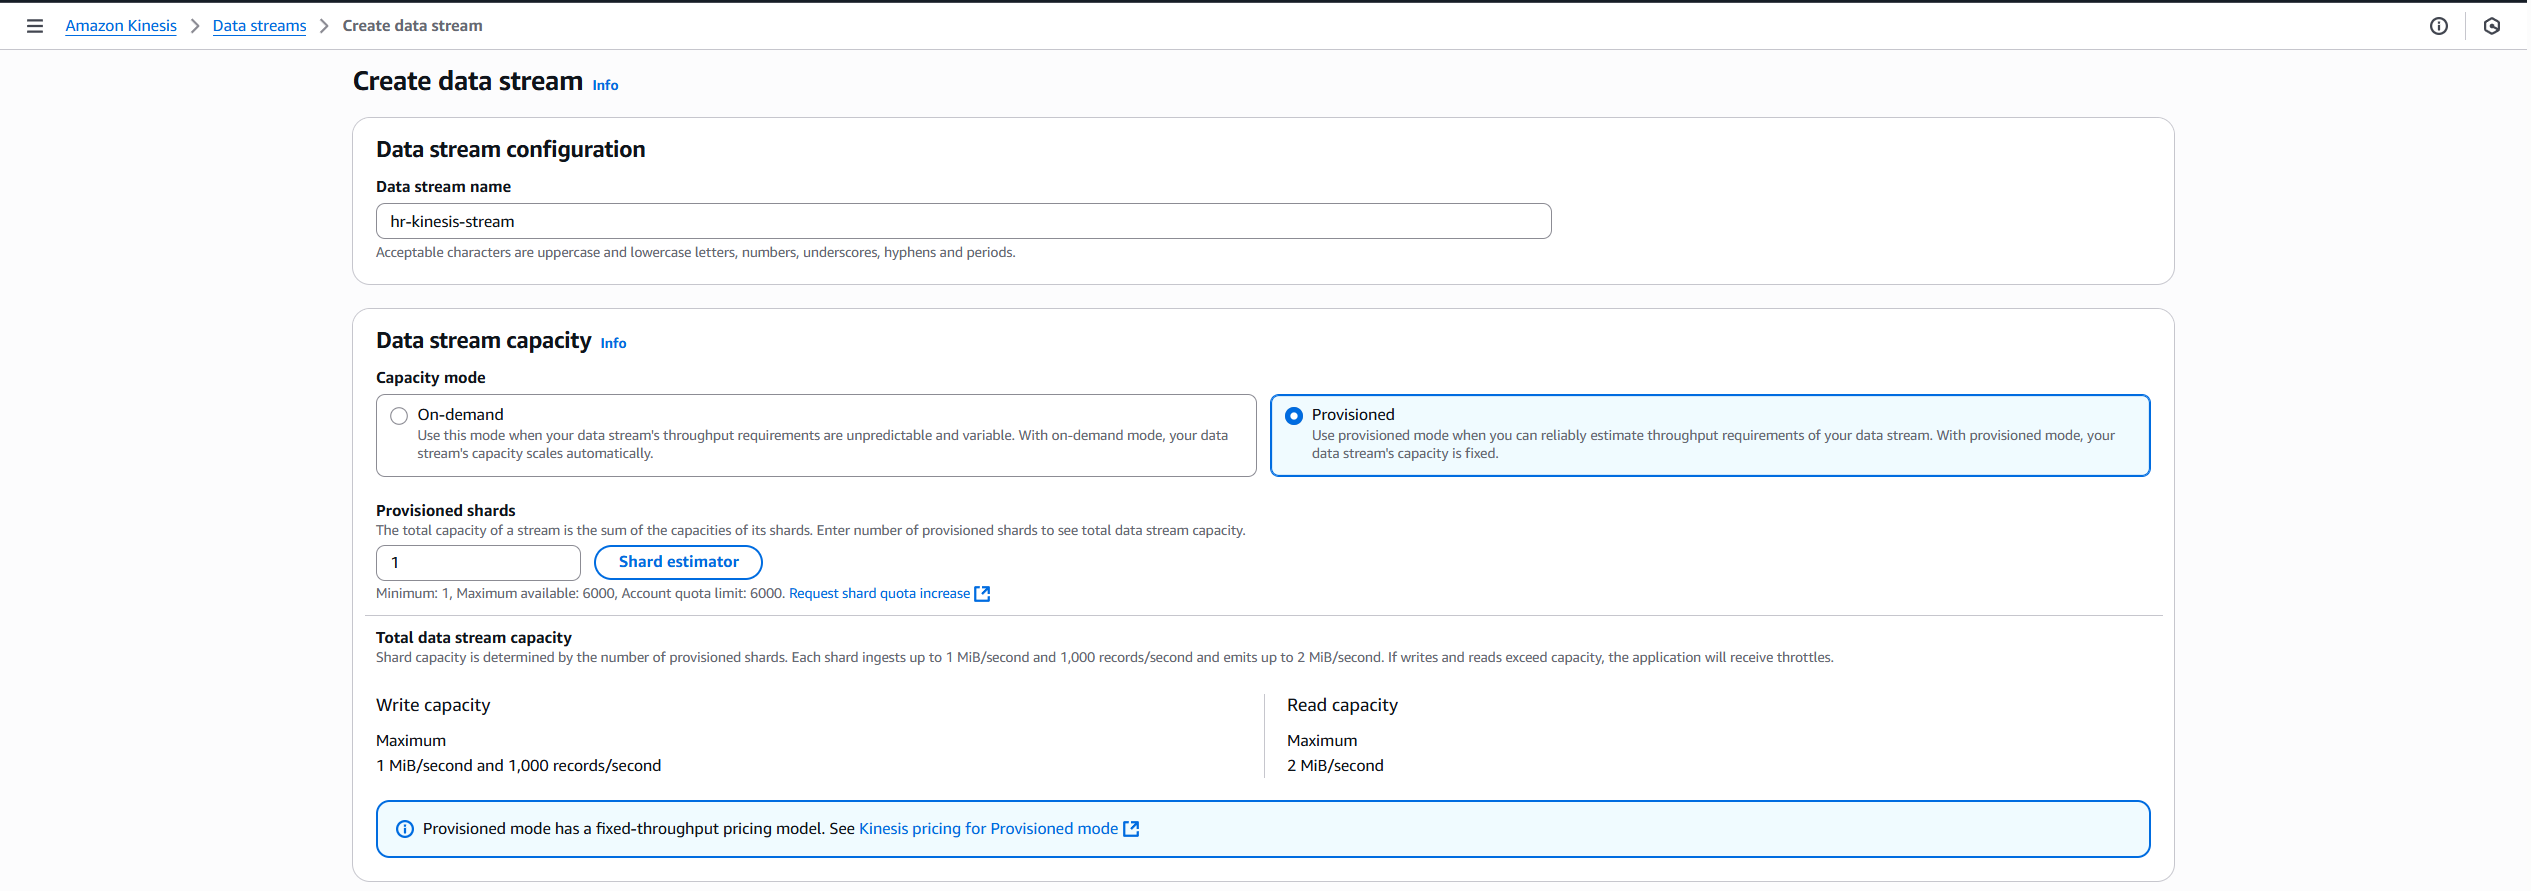 Amazon Kinesis > Data streams > Create data stream
Create data stream Info
Data stream configuration
Data stream name
hr-kinesis-stream
Acceptable characters are uppercase and lowercase letters, numbers, underscores, hyphens and periods.
Data stream capacity Info
Capacity mode
On-demand
Use this mode when your data stream's throughput requirements are unpredictable and variable. With on-demand mode, your data
stream's capacity scales automatically.
Provisioned
Use provisioned mode when you can reliably estimate throughput requirements of your data stream. With provisioned mode, your
data stream's capacity is fixed.
Provisioned shards
The total capacity of a stream is the sum of the capacities of its shards. Enter number of provisioned shards to see total data stream capacity.
1 Shard estimator
Minimum: 1, Maximum available: 6000, Account quota limit: 6000. Request shard quota increase
Total data stream capacity
Shard capacity is determined by the number of provisioned shards. Each shard ingests up to 1 MiB/second and 1,000 records/second and emits up to 2 MiB/second. If writes and reads exceed capacity, the application will receive throttles.
Write capacity
Maximum
1 MiB/second and 1,000 records/second
Read capacity
Maximum
2 MiB/second
Provisioned mode has a fixed-throughput pricing model. See Kinesis pricing for Provisioned mode